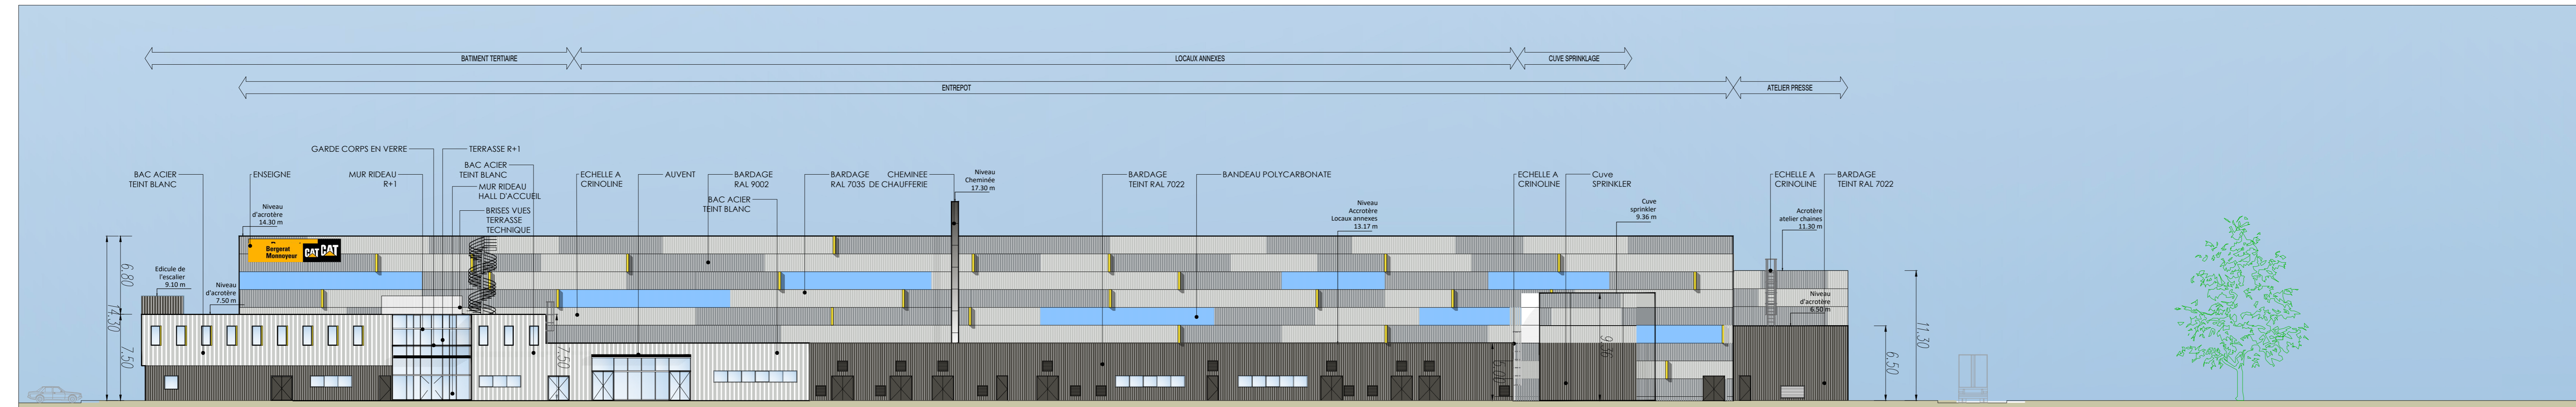 BATIMENT TERTIAIRE
LOCAUX ANNEXES
CUVE SPRINKLAGE
ENTREPOT
ATELIER PRESSE
GARDE CORPS EN VERRE
TERRASSE R+1
BAC ACIER
TEINT BLANC
ENSEIGNE
MUR RIDEAU
R+1
BAC ACIER
TEINT BLANC
MUR RIDEAU
HALL D'ACCUEIL
BRISES VUES
TERRASSE
TECHNIQUE
ECHELLE A
CRINOLINE
AUVENT
BARDAGE
RAL 9002
BAC ACIER
TEINT BLANC
BARDAGE
RAL 7035
CHEMINEE
DE CHAUFFERIE
Niveau
Cheminée
17.30 m
BARDAGE
TEINT RAL 7022
BANDEAU POLYCARBONATE
Niveau
Accrotère
Locaux annexes
13.17 m
ECHELLE A
CRINOLINE
Cuve
SPRINKLER
Cuve
sprinkler
9.36 m
ECHELLE A
CRINOLINE
BARDAGE
TEINT RAL 7022
Acrotère
atelier chaines
11.30 m
Niveau
d'acrotère
14.30 m
Bergerat
Monnoyeur
CAT
CAT
Edicule de
l'escalier
9.10 m
Niveau
d'acrotère
7.50 m
Niveau
d'acrotère
6.50 m
6.80
14.30
7.50
7.50
5.00
9.36
6.50
11.30